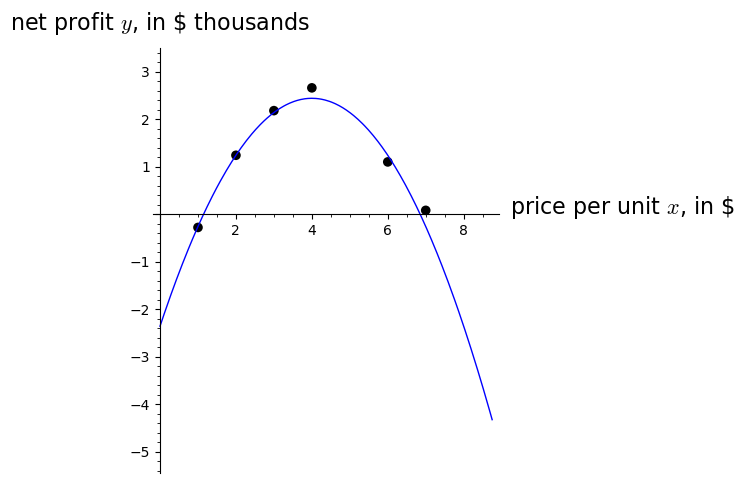 net profit y, in $ thousands
3
2
1
price per unit x, in $
2 4 6 8
−1
−2
−3
−4
−5